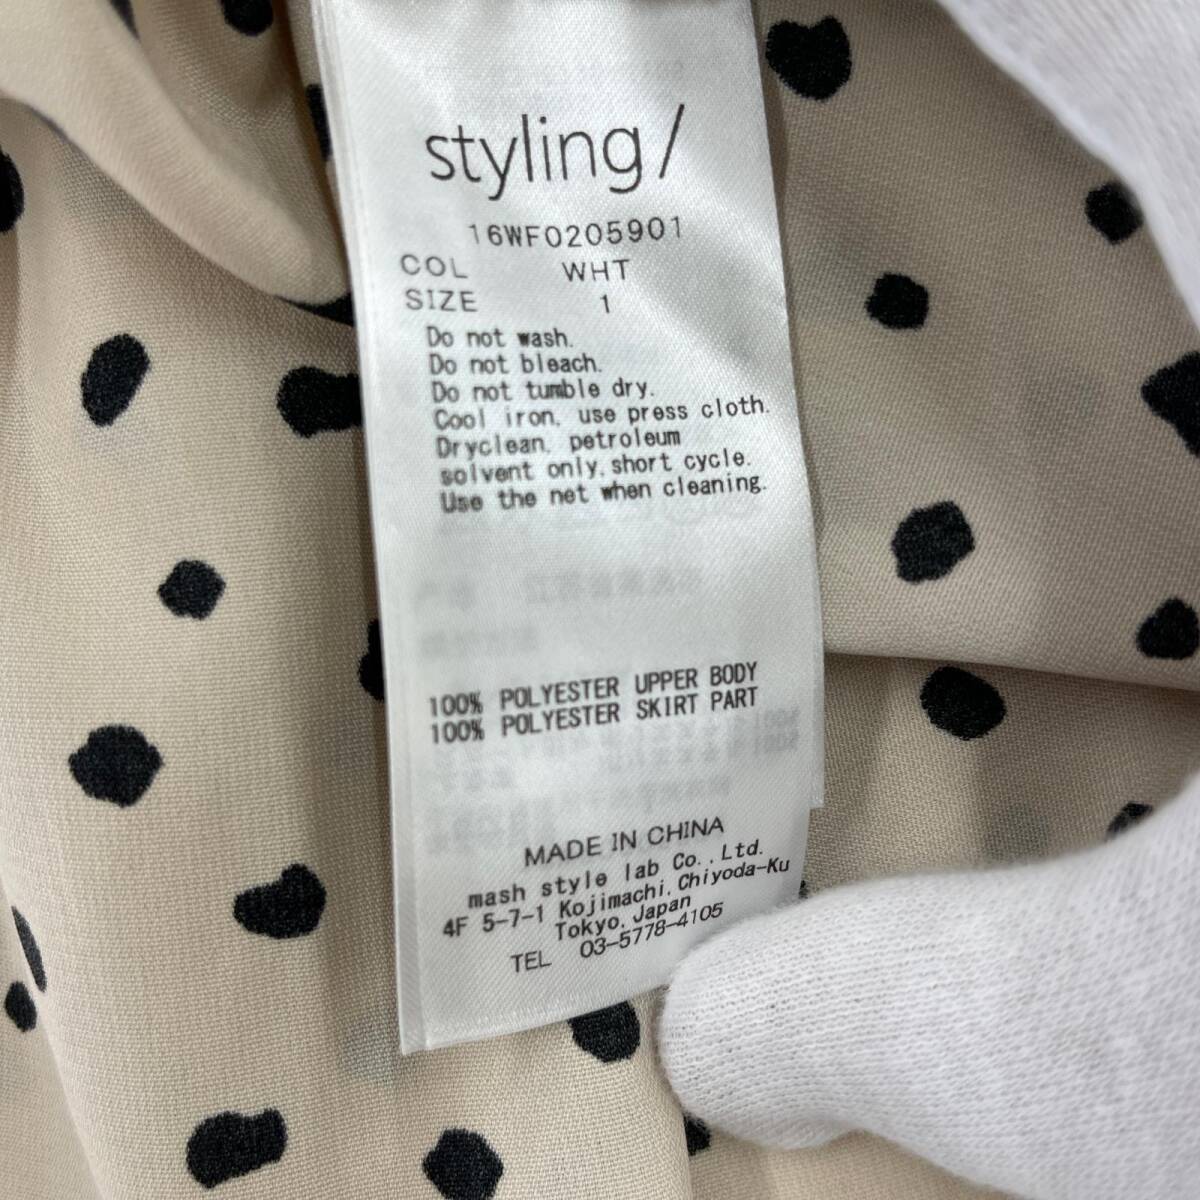 styling/
16WF0205901
COL WHT
SIZE 1
Do not wash.
Do not bleach.
Do not tumble dry.
Cool iron, use press cloth.
Dryclean, petroleum
solvent only, short cycle.
Use the net when cleaning.
100% POLYESTER UPPER BODY
100% POLYESTER SKIRT PART
MADE IN CHINA
mash style lab Co.,Ltd.
4F 5-7-1 Kojimachi, Chiyoda-Ku
Tokyo, Japan
TEL 03-5778-4105